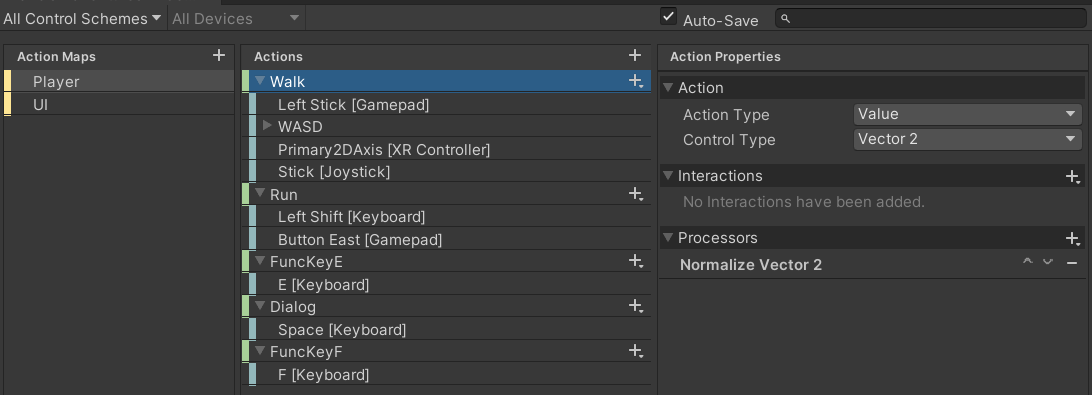 All Control Schemes All Devices Auto-Save
Action Maps
Player
UI
Actions
Walk
Left Stick [Gamepad]
WASD
Primary2DAxis [XR Controller]
Stick [Joystick]
Run
Left Shift [Keyboard]
Button East [Gamepad]
FuncKeyE
E [Keyboard]
Dialog
Space [Keyboard]
FuncKeyF
F [Keyboard]
Action Properties
Action
Action Type Value
Control Type Vector 2
Interactions
No Interactions have been added.
Processors
Normalize Vector 2